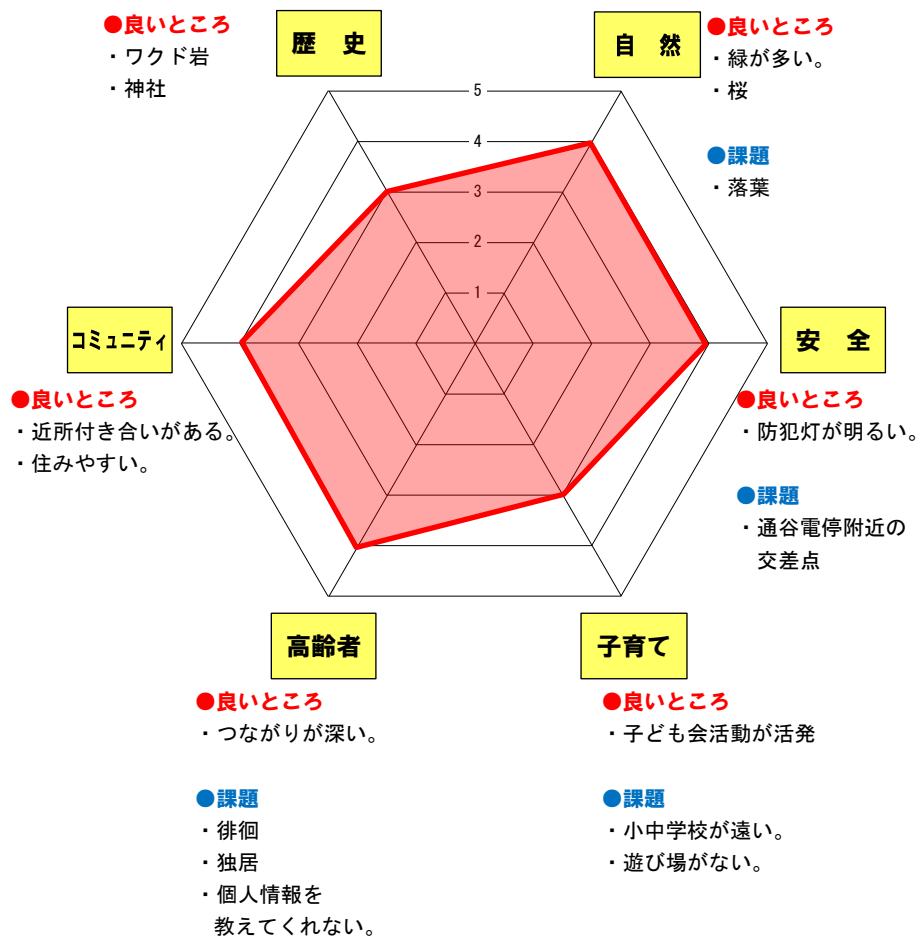 ●良いところ
・ワクド岩
・神社
歴 史
自 然
●良いところ
・緑が多い。
・桜
●課題
・落葉
5
4
3
2
1
コミュニティ
●良いところ
・近所付き合いがある。
・住みやすい。
安 全
●良いところ
・防犯灯が明るい。
●課題
・通谷電停附近の
交差点
高齢者
●良いところ
・つながりが深い。
●課題
・徘徊
・独居
・個人情報を
教えてくれない。
子育て
●良いところ
・子ども会活動が活発
●課題
・小中学校が遠い。
・遊び場がない。